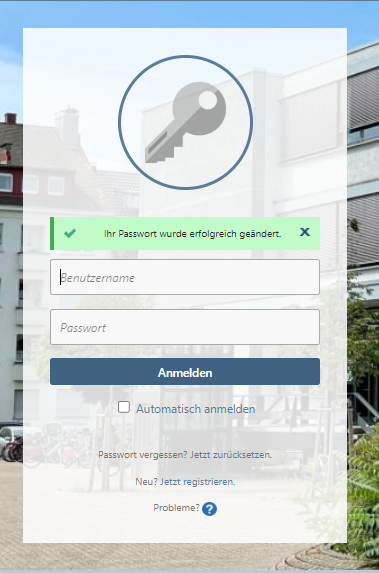 Ihr Passwort wurde erfolgreich geändert.
Benutzername
Passwort
Anmelden
Automatisch anmelden
Passwort vergessen? Jetzt zurücksetzen.
Neu? Jetzt registrieren.
Probleme? ?